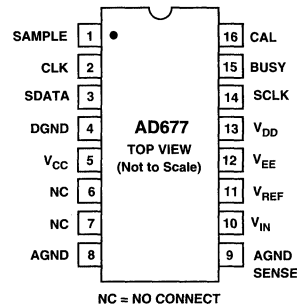 SAMPLE 1 16 CAL
CLK 2 15 BUSY
SDATA 3 14 SCLK
DGND 4 13 VDD
VCC 5 12 VEE
NC 6 11 VREF
NC 7 10 VIN
AGND 8 9 AGND SENSE
AD677
TOP VIEW
(Not to Scale)
NC = NO CONNECT